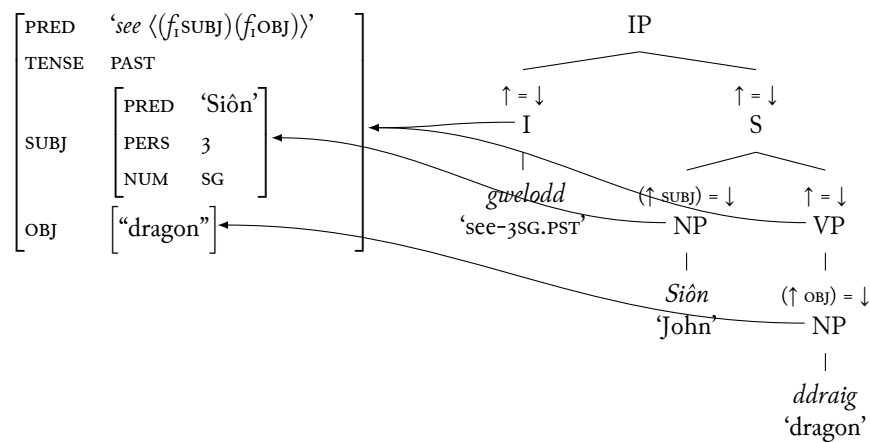 PRED ‘see ⟨(f₁SUBJ)(f₁OBJ)⟩’
TENSE PAST
SUBJ
PRED ‘Siôn’
PERS 3
NUM SG
OBJ “dragon”
IP
↑ = ↓ ↑ = ↓
I S
gwelodd (↑ SUBJ) = ↓ ↑ = ↓
‘see-3SG.PST’ NP VP
Siôn (↑ OBJ) = ↓
‘John’ NP
ddraig
‘dragon’